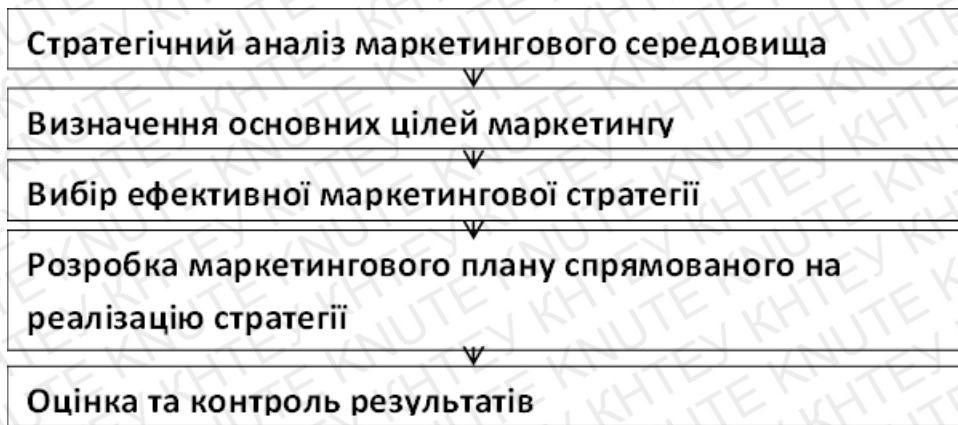 Стратегічний аналіз маркетингового середовища
Визначення основних цілей маркетингу
Вибір ефективної маркетингової стратегії
Розробка маркетингового плану спрямованого на
реалізацію стратегії
Оцінка та контроль результатів